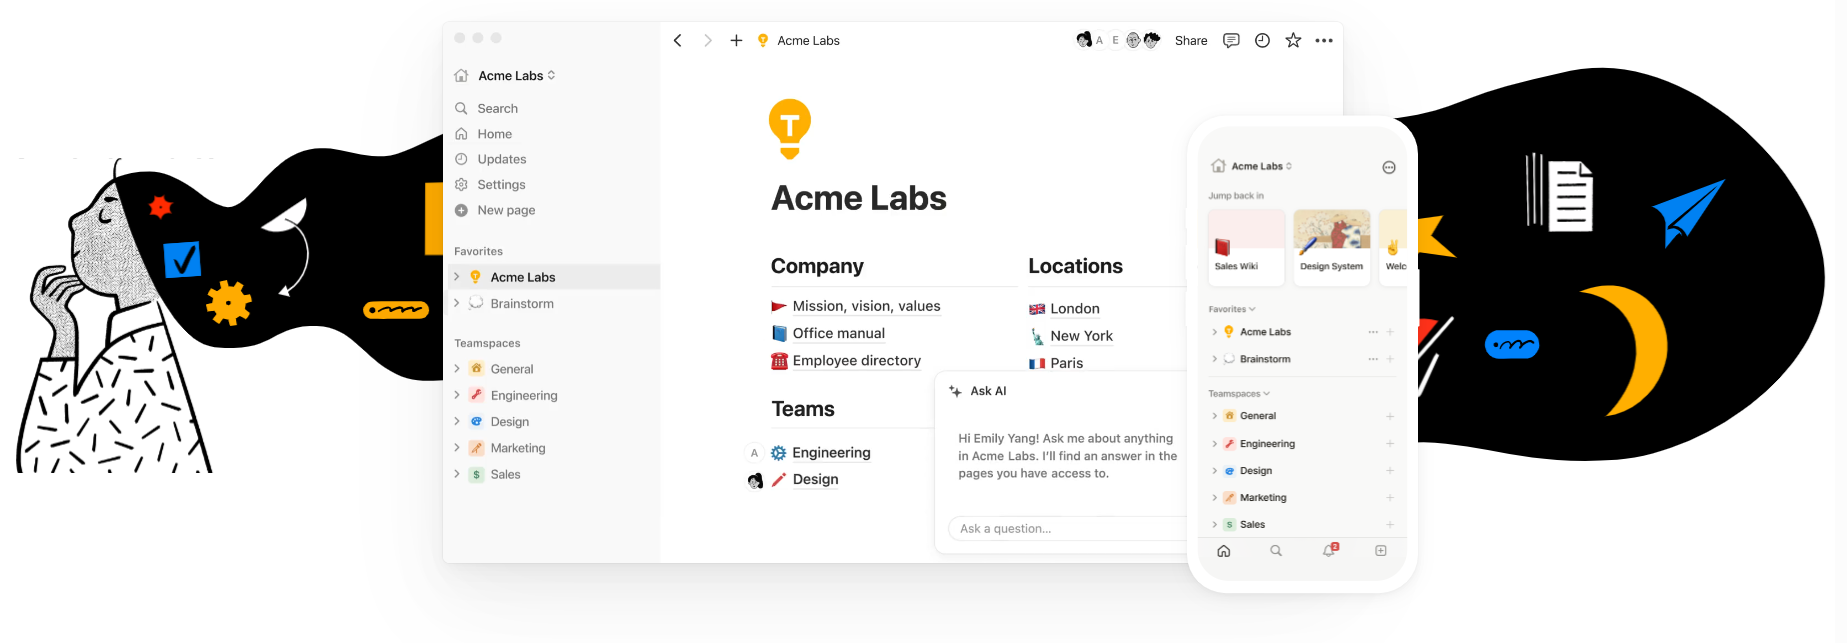 Acme Labs
Search
Home
Updates
Settings
New page
Favorites
Acme Labs
Brainstorm
Teamspaces
General
Engineering
Design
Marketing
$ Sales
Acme Labs
A E
Share
T
Acme Labs
Company
Mission, vision, values
Office manual
Employee directory
Locations
London
New York
Paris
Teams
A Engineering
Design
Ask AI
Hi Emily Yang! Ask me about anything
in Acme Labs. I'll find an answer in the
pages you have access to.
Ask a question...
Acme Labs
Jump back in
Sales Wiki
Design System
Welc
Favorites
Acme Labs
Brainstorm
Teamspaces
General
Engineering
Design
Marketing
$ Sales
2